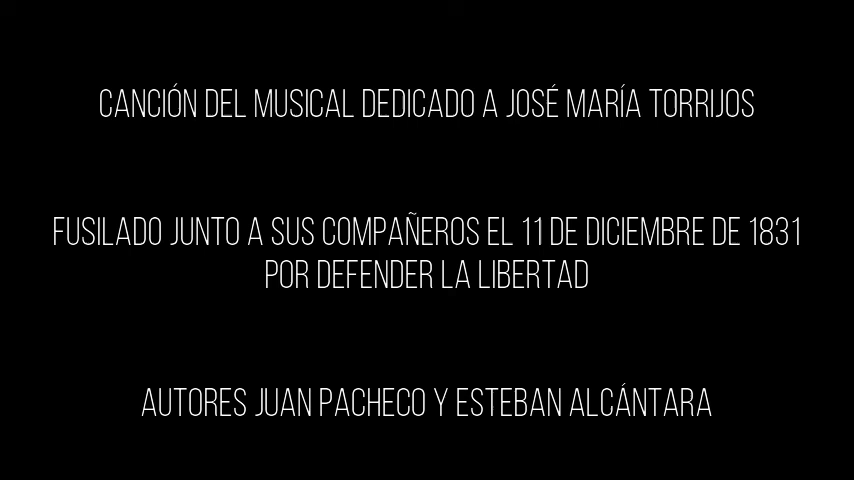 CANCIÓN DEL MUSICAL DEDICADO A JOSÉ MARÍA TORRIJOS
FUSILADO JUNTO A SUS COMPAÑEROS EL 11 DE DICIEMBRE DE 1831
POR DEFENDER LA LIBERTAD
AUTORES JUAN PACHECO Y ESTEBAN ALCÁNTARA